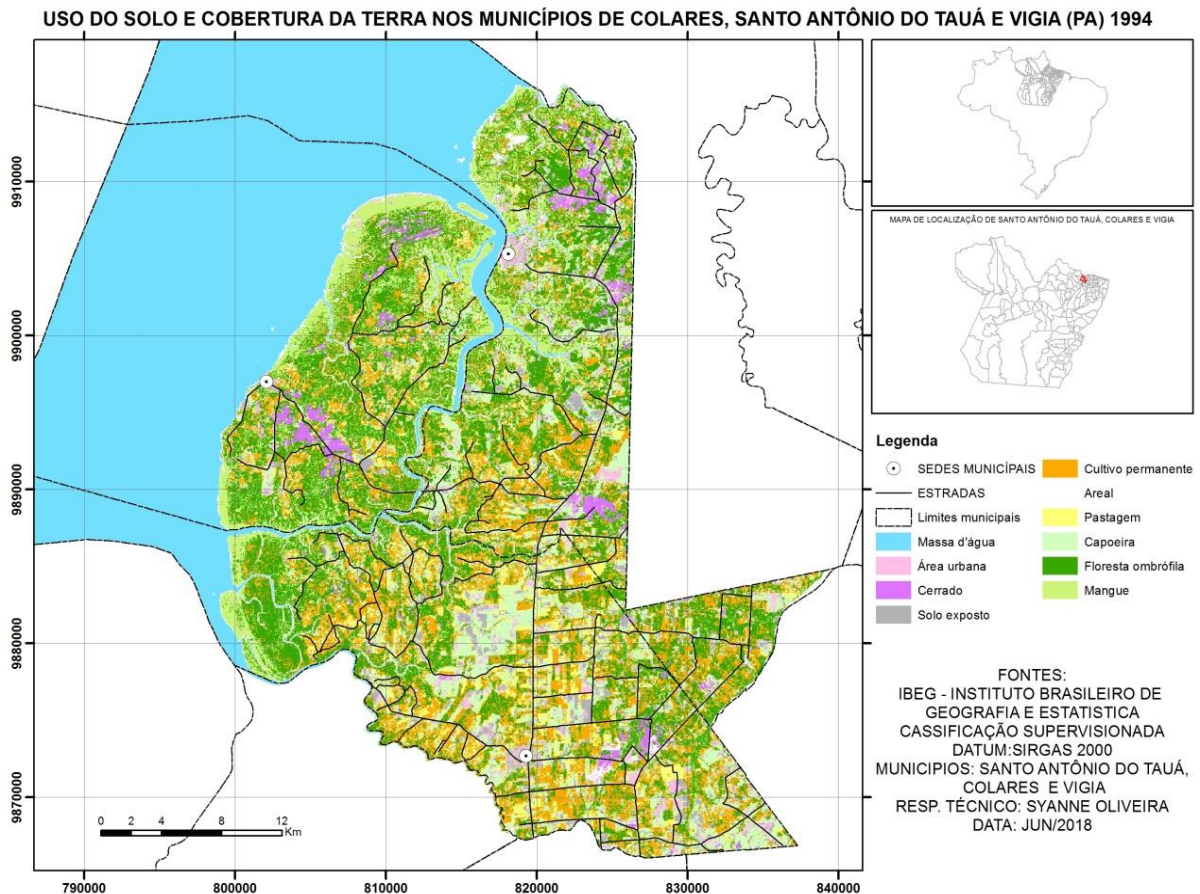 USO DO SOLO E COBERTURA DA TERRA NOS MUNICÍPIOS DE COLARES, SANTO ANTÔNIO DO TAUÁ E VIGIA (PA) 1994
9910000
9900000
9890000
9880000
9870000
0 2 4 8 12
Km
790000 800000 810000 820000 830000 840000
MAPA DE LOCALIZAÇÃO DE SANTO ANTÔNIO DO TAUÁ, COLARES E VIGIA
Legenda
SEDES MUNICÍPAIS
ESTRADAS
Limites municipais
Massa d'água
Área urbana
Cerrado
Solo exposto
Cultivo permanente
Areal
Pastagem
Capoeira
Floresta ombrófila
Mangue
FONTES:
IBEG - INSTITUTO BRASILEIRO DE
GEOGRAFIA E ESTATISTICA
CASSIFICAÇÃO SUPERVISIONADA
DATUM:SIRGAS 2000
MUNICIPIOS: SANTO ANTÔNIO DO TAUÁ,
COLARES E VIGIA
RESP. TÉCNICO: SYANNE OLIVEIRA
DATA: JUN/2018